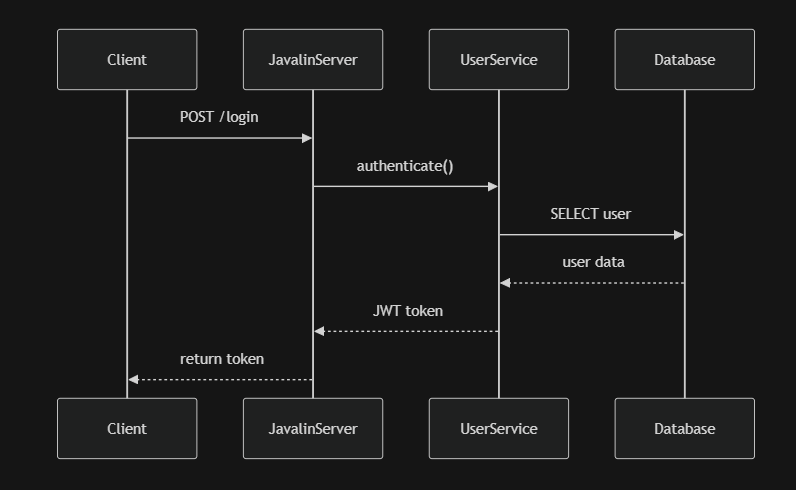 Client
JavalinServer
UserService
Database
POST /login
authenticate()
SELECT user
user data
JWT token
return token
Client
JavalinServer
UserService
Database